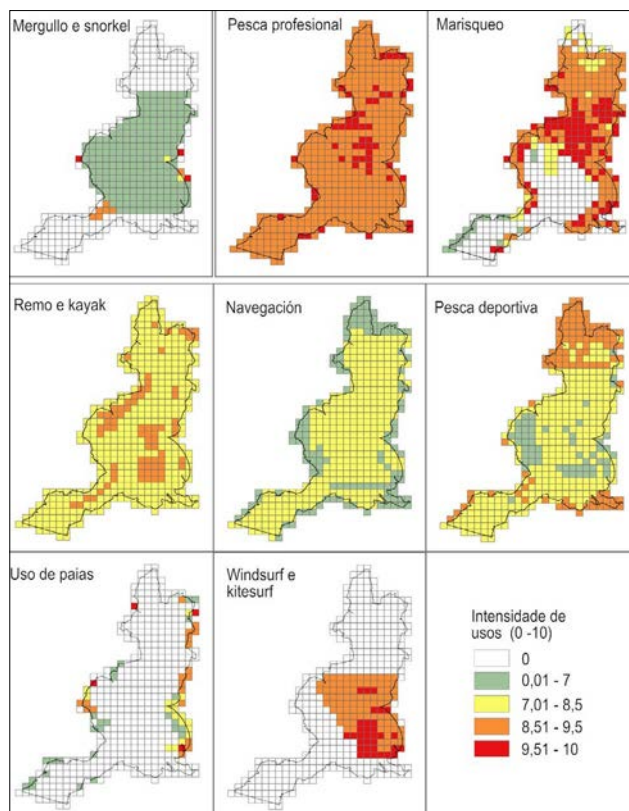 Mergullo e snorkel
Pesca profesional
Marisqueo
Remo e kayak
Navegación
Pesca deportiva
Uso de paias
Windsurf e
kitesurf
Intensidade de
usos (0 -10)
0
0,01 - 7
7,01 - 8,5
8,51 - 9,5
9,51 - 10